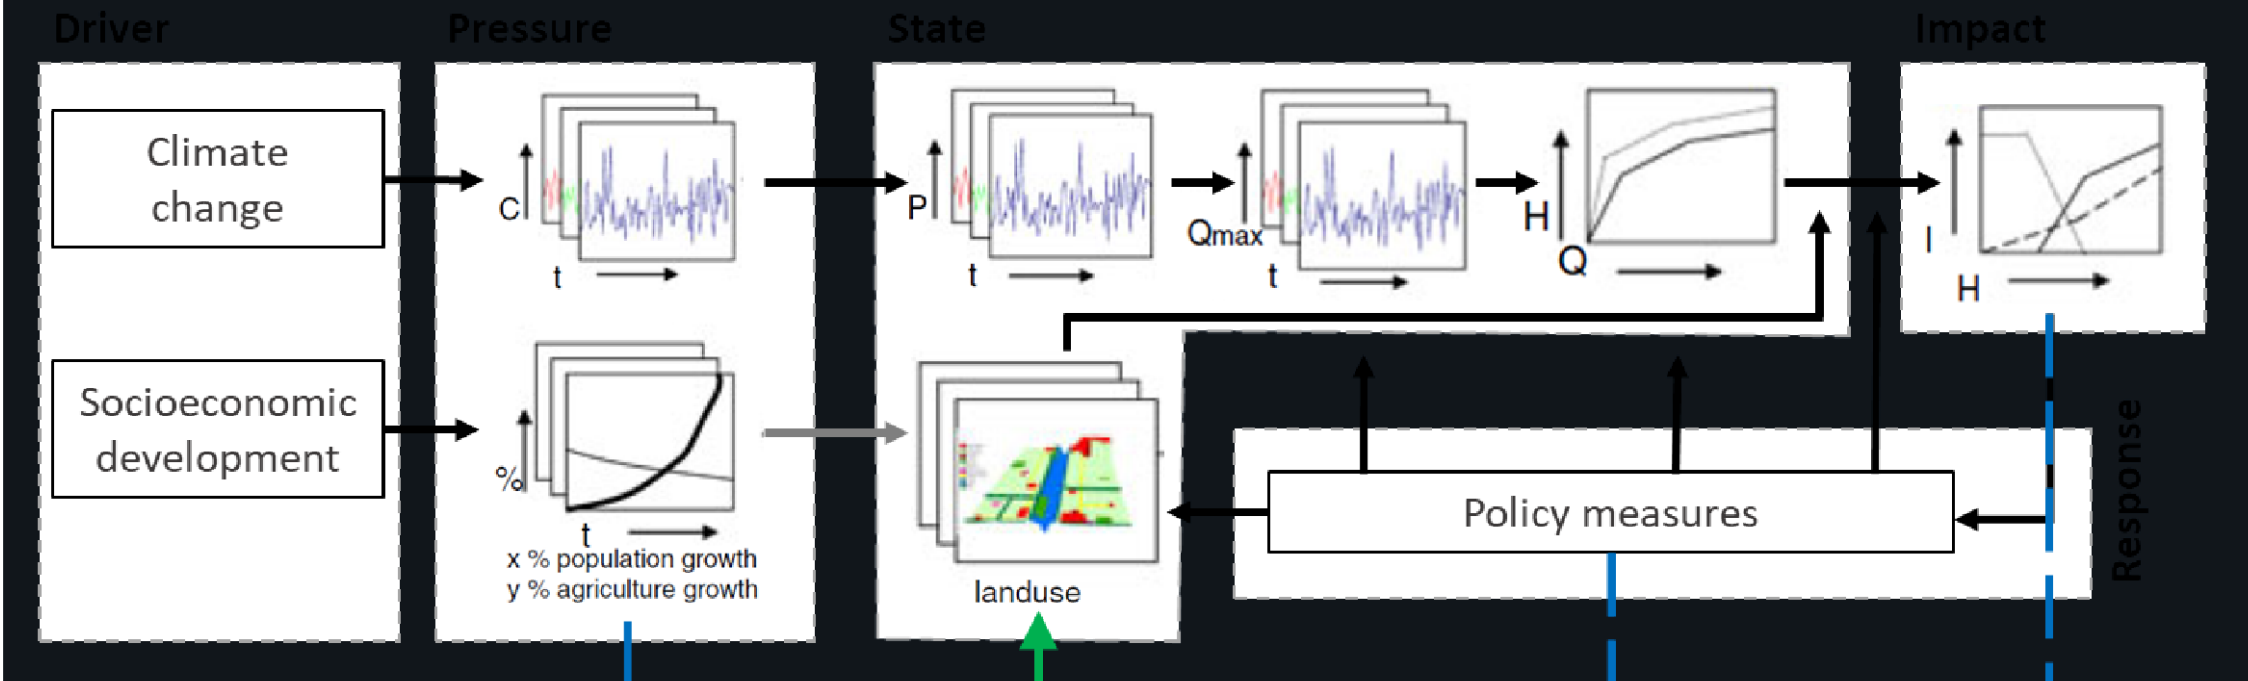 Driver
Pressure
State
Impact
Climate
change
C
t
P
t
Qmax
t
H
Q
I
H
Socioeconomic
development
%
t
x % population growth
y % agriculture growth
landuse
Policy measures
Response